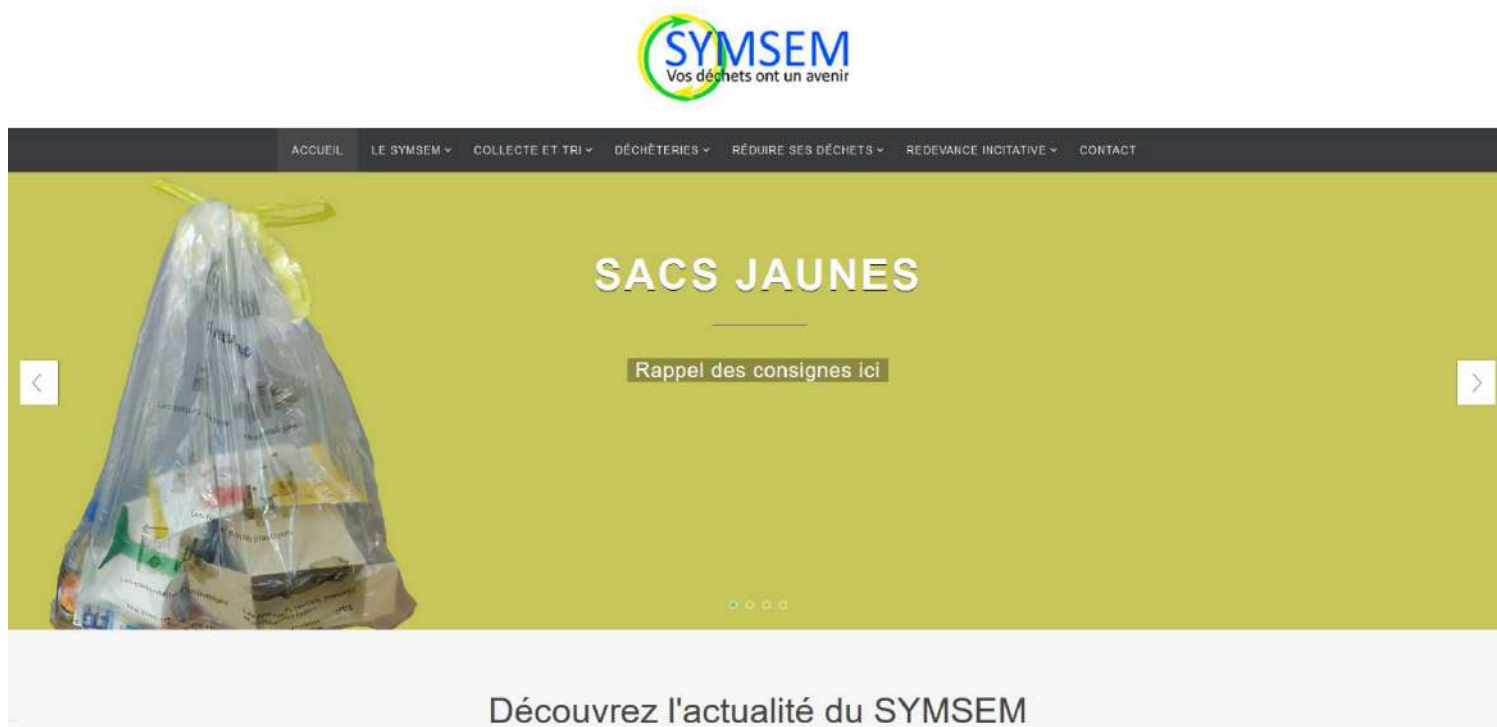 SYMSEM
Vos déchets ont un avenir
ACCUEIL LE SYMSEM COLLECTE ET TRI DÉCHÈTERIES RÉDUIRE SES DÉCHETS REDEVANCE INCITATIVE CONTACT
SACS JAUNES
Rappel des consignes ici
Découvrez l'actualité du SYMSEM